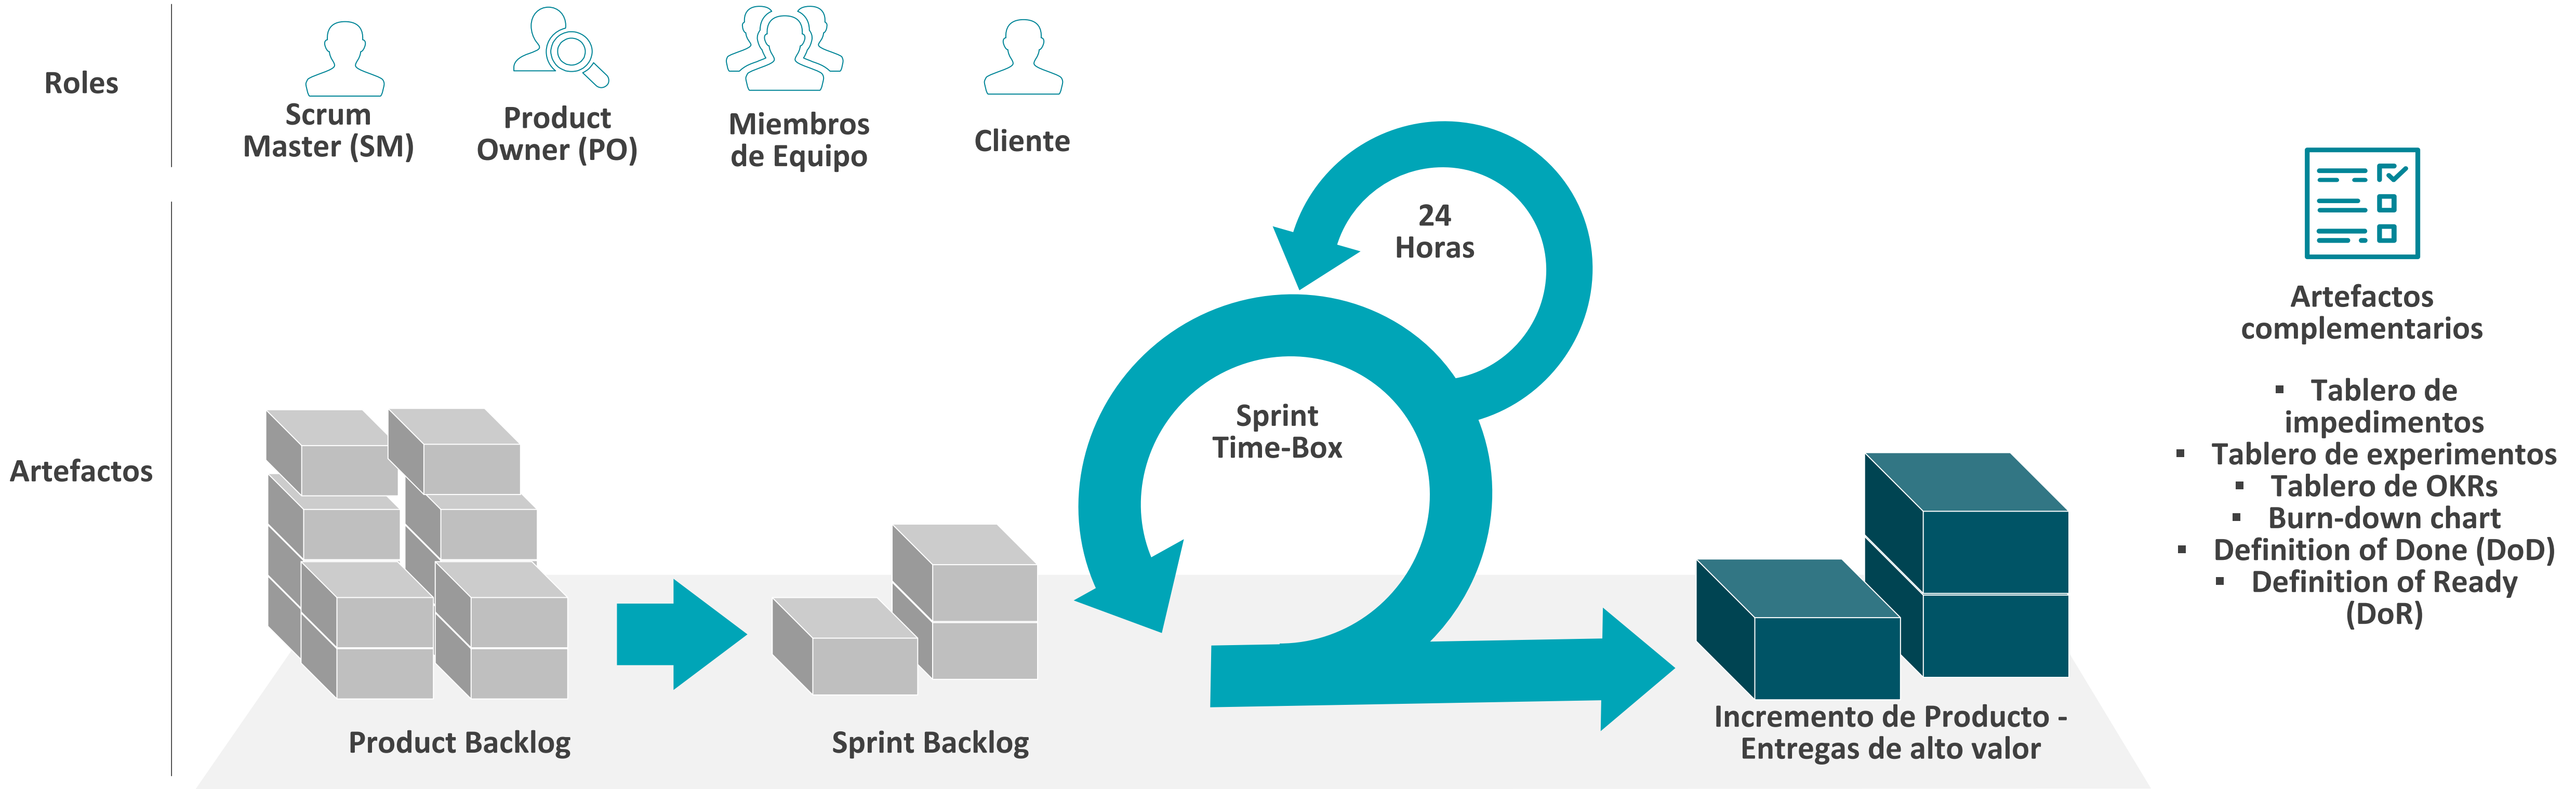 Roles
Scrum
Master (SM)
Product
Owner (PO)
Miembros
de Equipo
Cliente
Artefactos
Product Backlog
Sprint Backlog
24
Horas
Sprint
Time-Box
Incremento de Producto -
Entregas de alto valor
Artefactos
complementarios
▪ Tablero de
impedimentos
▪ Tablero de experimentos
▪ Tablero de OKRs
▪ Burn-down chart
▪ Definition of Done (DoD)
▪ Definition of Ready
(DoR)